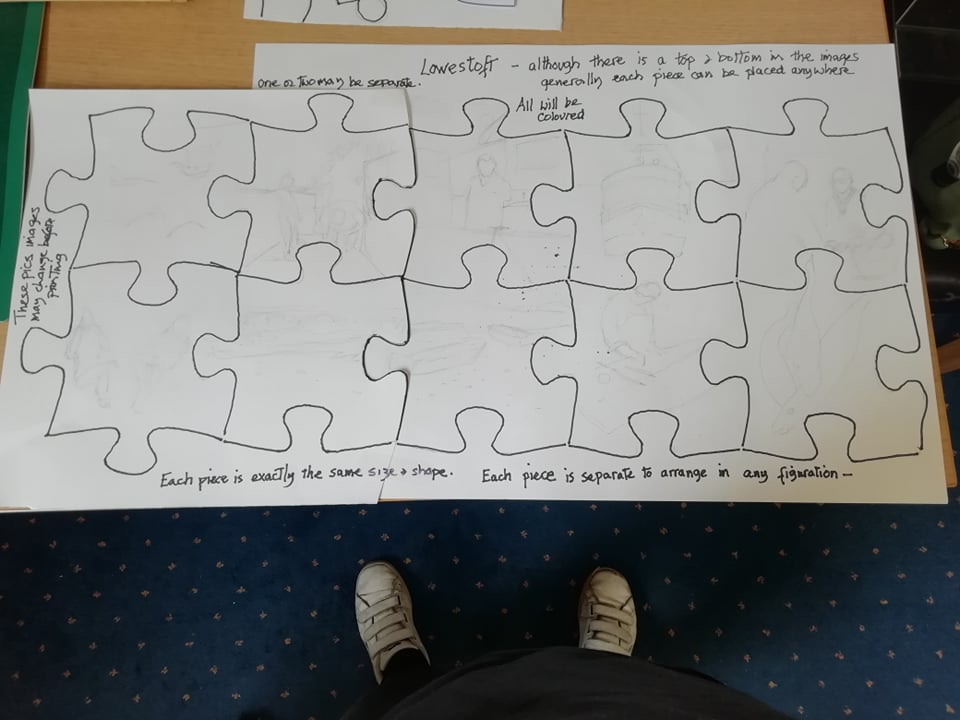 Lowestoft - although there is a top & bottom in the images
generally each piece can be placed anywhere
one or two may be separate.
All will be
coloured
These pics images
may change before
printing
Each piece is exactly the same size & shape.
Each piece is separate to arrange in any figuration -